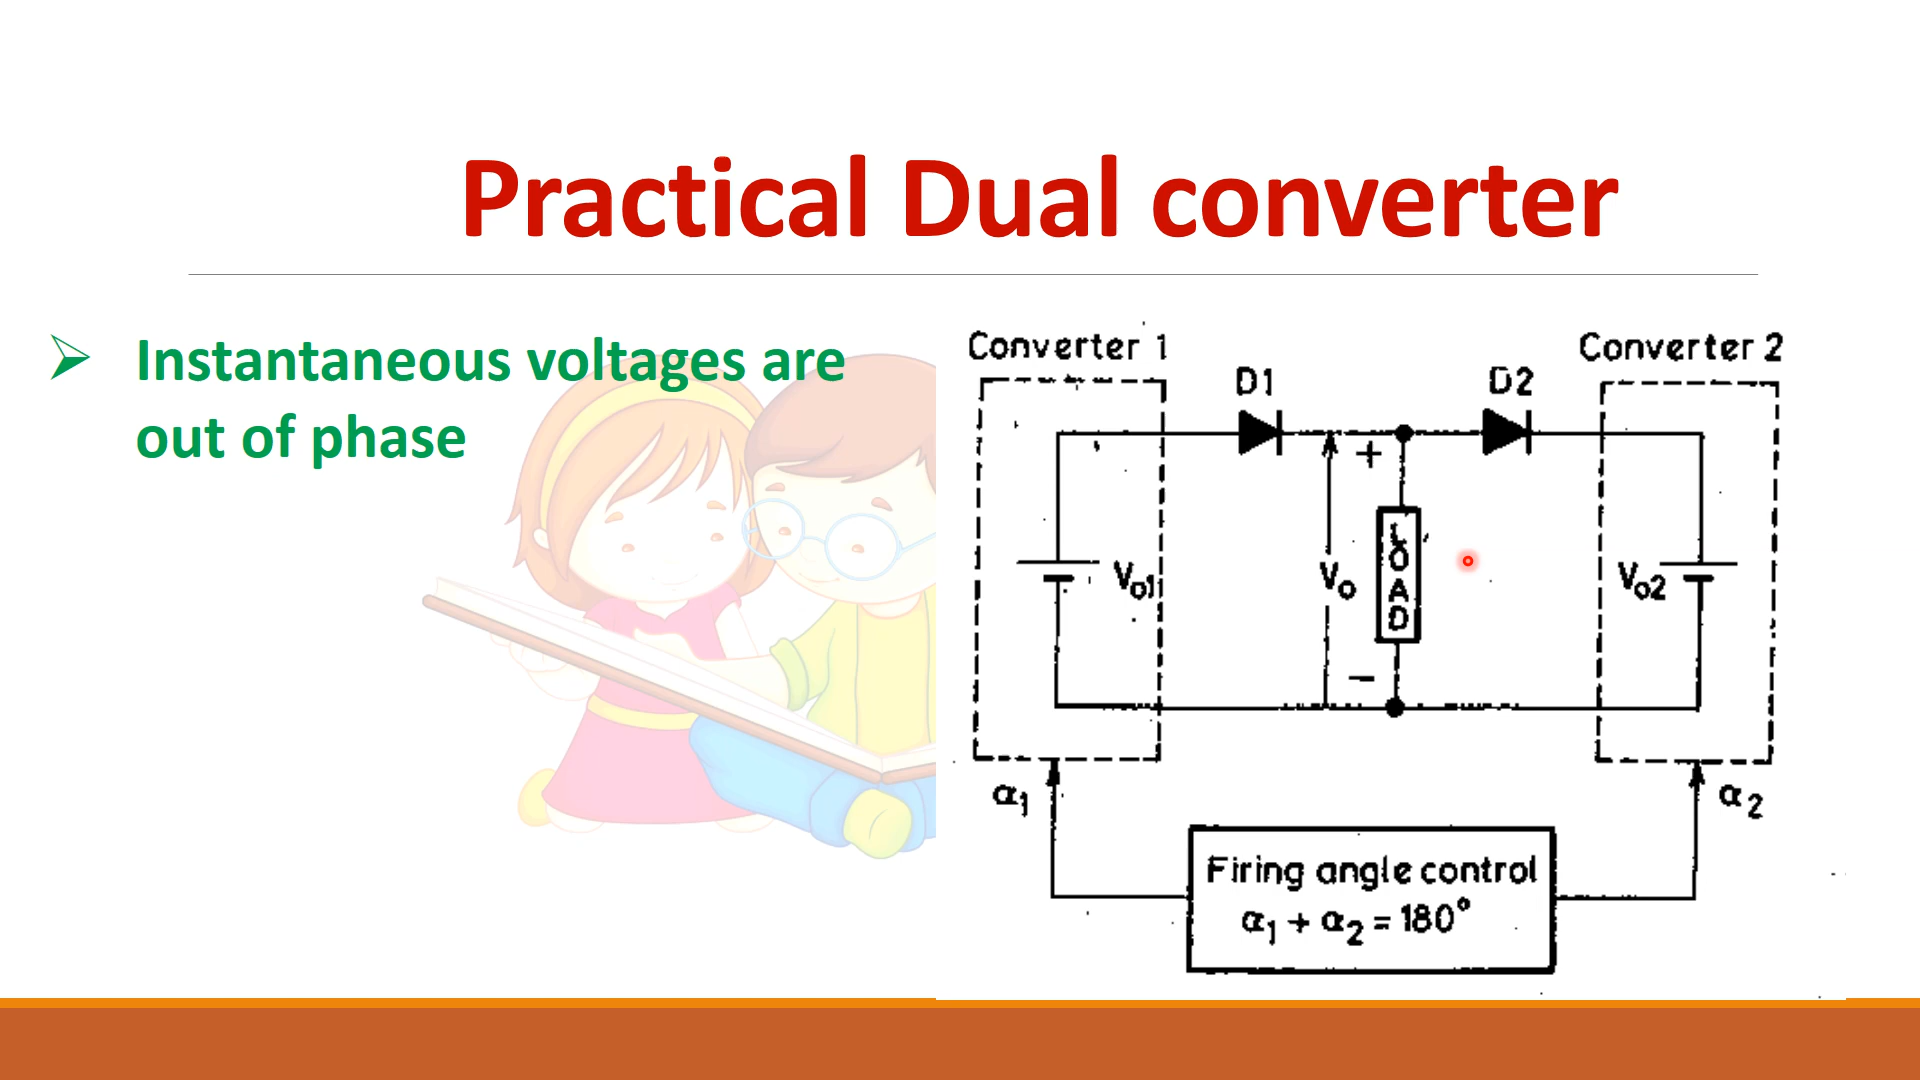 Practical Dual converter
Instantaneous voltages are
out of phase
Converter 1
Converter 2
D1
D2
+
Vo1
Vo
LOAD
Vo2
–
α1
α2
Firing angle control
α1 + α2 = 180°